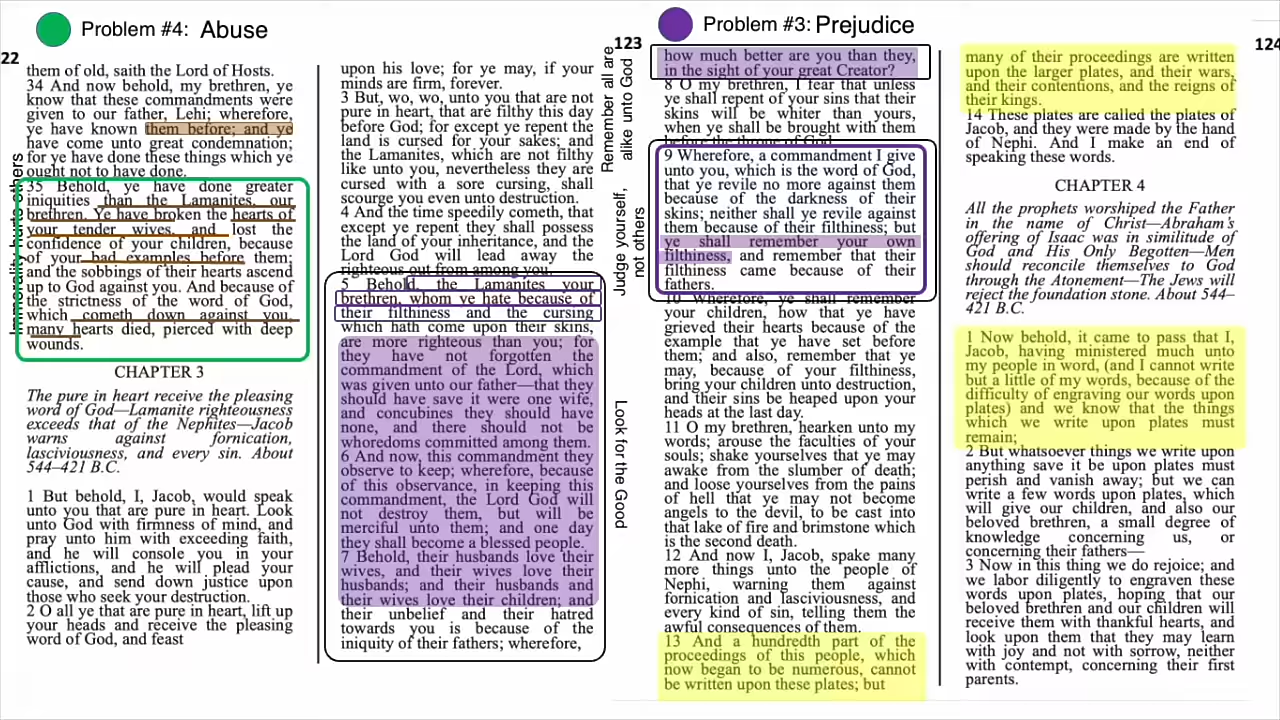 Problem #4: Abuse
Problem #3: Prejudice
22
them of old, saith the Lord of Hosts.
34 And now behold, my brethren, ye
know that these commandments were
given to our father, Lehi; wherefore,
ye have known them before; and ye
have come unto great condemnation;
for ye have done these things which ye
ought not to have done.
35 Behold, ye have done greater
iniquities than the Lamanites, our
brethren. Ye have broken the hearts of
your tender wives, and lost the
confidence of your children, because
of your bad examples before them;
and the sobbings of their hearts ascend
up to God against you. And because of
the strictness of the word of God,
which cometh down against you,
many hearts died, pierced with deep
wounds.
CHAPTER 3
The pure in heart receive the pleasing
word of God—Lamanite righteousness
exceeds that of the Nephites—Jacob
warns against fornication,
lasciviousness, and every sin. About
544–421 B.C.
1 But behold, I, Jacob, would speak
unto you that are pure in heart. Look
unto God with firmness of mind, and
pray unto him with exceeding faith,
and he will console you in your
afflictions, and he will plead your
cause, and send down justice upon
those who seek your destruction.
2 O all ye that are pure in heart, lift up
your heads and receive the pleasing
word of God, and feast
upon his love; for ye may, if your
minds are firm, forever.
3 But, wo, wo, unto you that are not
pure in heart, that are filthy this day
before God; for except ye repent the
land is cursed for your sakes; and
the Lamanites, which are not filthy
like unto you, nevertheless they are
cursed with a sore cursing, shall
scourge you even unto destruction.
4 And the time speedily cometh, that
except ye repent they shall possess
the land of your inheritance, and the
Lord God will lead away the
righteous out from among you.
5 Behold, the Lamanites your
brethren, whom ye hate because of
their filthiness and the cursing
which hath come upon their skins,
are more righteous than you; for
they have not forgotten the
commandment of the Lord, which
was given unto our father—that they
should have save it were one wife,
and concubines they should have
none, and there should not be
whoredoms committed among them.
6 And now, this commandment they
observe to keep; wherefore, because
of this observance, in keeping this
commandment, the Lord God will
not destroy them, but will be
merciful unto them; and one day
they shall become a blessed people.
7 Behold, their husbands love their
wives, and their wives love their
husbands; and their husbands and
their wives love their children; and
their unbelief and their hatred
towards you is because of the
iniquity of their fathers; wherefore,
123
Remember all are
alike unto God
Judge yourself,
not others
Look for the Good
how much better are you than they,
in the sight of your great Creator?
8 O my brethren, I fear that unless
ye shall repent of your sins that their
skins will be whiter than yours,
when ye shall be brought with them
before the throne of God.
9 Wherefore, a commandment I give
unto you, which is the word of God,
that ye revile no more against them
because of the darkness of their
skins; neither shall ye revile against
them because of their filthiness; but
ye shall remember your own
filthiness, and remember that their
filthiness came because of their
fathers.
10 Wherefore, ye shall remember
your children, how that ye have
grieved their hearts because of the
example that ye have set before
them; and also, remember that ye
may, because of your filthiness,
bring your children unto destruction,
and their sins be heaped upon your
heads at the last day.
11 O my brethren, hearken unto my
words; arouse the faculties of your
souls; shake yourselves that ye may
awake from the slumber of death;
and loose yourselves from the pains
of hell that ye may not become
angels to the devil, to be cast into
that lake of fire and brimstone which
is the second death.
12 And now I, Jacob, spake many
more things unto the people of
Nephi, warning them against
fornication and lasciviousness, and
every kind of sin, telling them the
awful consequences of them.
13 And a hundredth part of the
proceedings of this people, which
now began to be numerous, cannot
be written upon these plates; but
124
many of their proceedings are written
upon the larger plates, and their wars,
and their contentions, and the reigns of
their kings.
14 These plates are called the plates of
Jacob, and they were made by the hand
of Nephi. And I make an end of
speaking these words.
CHAPTER 4
All the prophets worshiped the Father
in the name of Christ—Abraham's
offering of Isaac was in similitude of
God and His Only Begotten—Men
should reconcile themselves to God
through the Atonement—The Jews will
reject the foundation stone. About 544–
421 B.C.
1 Now behold, it came to pass that I,
Jacob, having ministered much unto
my people in word, (and I cannot write
but a little of my words, because of the
difficulty of engraving our words upon
plates) and we know that the things
which we write upon plates must
remain;
2 But whatsoever things we write upon
anything save it be upon plates must
perish and vanish away; but we can
write a few words upon plates, which
will give our children, and also our
beloved brethren, a small degree of
knowledge concerning us, or
concerning their fathers—
3 Now in this thing we do rejoice; and
we labor diligently to engraven these
words upon plates, hoping that our
beloved brethren and our children will
receive them with thankful hearts, and
look upon them that they may learn
with joy and not with sorrow, neither
with contempt, concerning their first
parents.